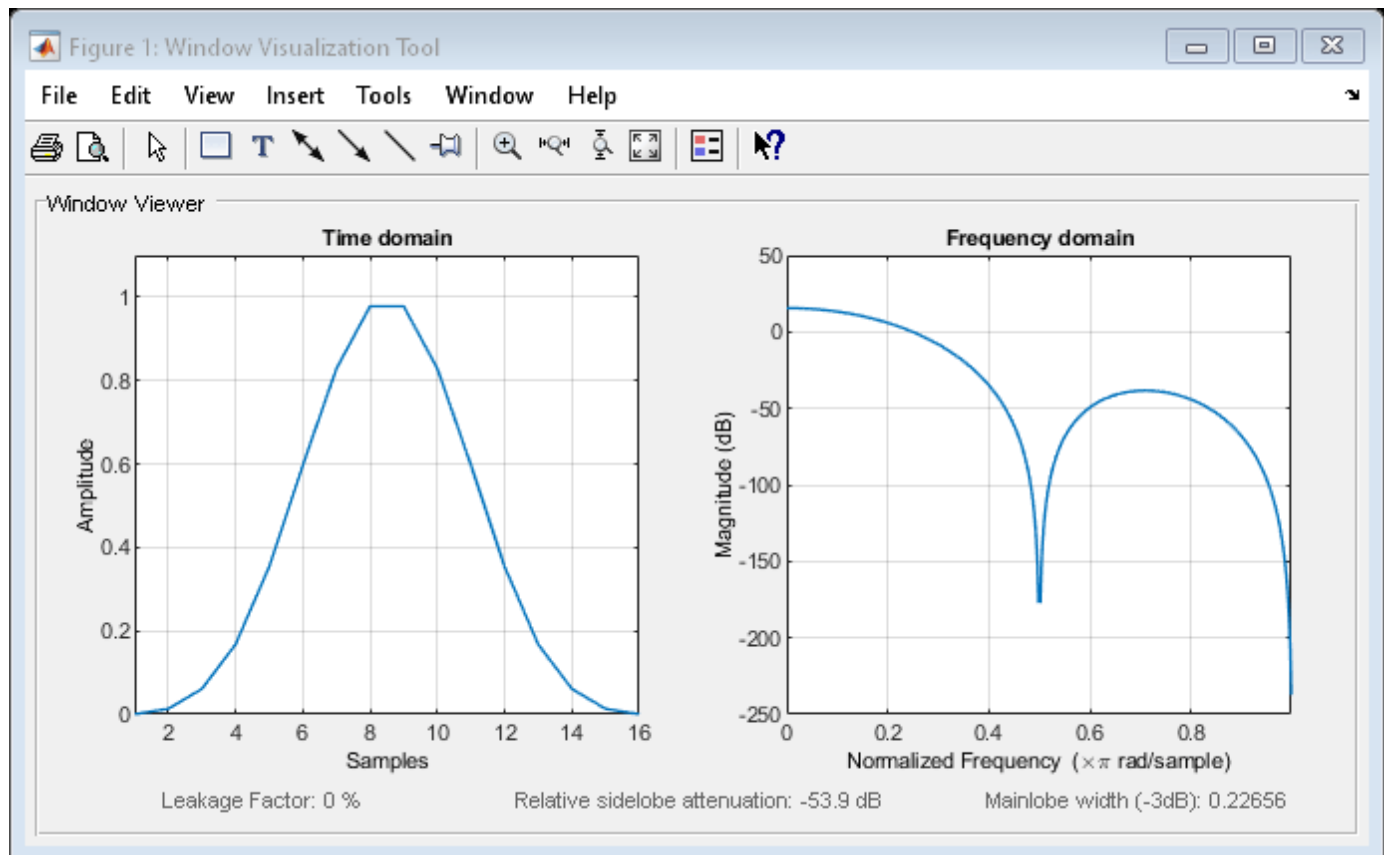 Figure 1: Window Visualization Tool
File Edit View Insert Tools Window Help
T
?
Window Viewer
Time domain
1
0.8
0.6
0.4
0.2
0
2 4 6 8 10 12 14 16
Amplitude
Samples
Frequency domain
50
0
-50
-100
-150
-200
-250
0 0.2 0.4 0.6 0.8
Magnitude (dB)
Normalized Frequency (×π rad/sample)
Leakage Factor: 0 % Relative sidelobe attenuation: -53.9 dB Mainlobe width (-3dB): 0.22656